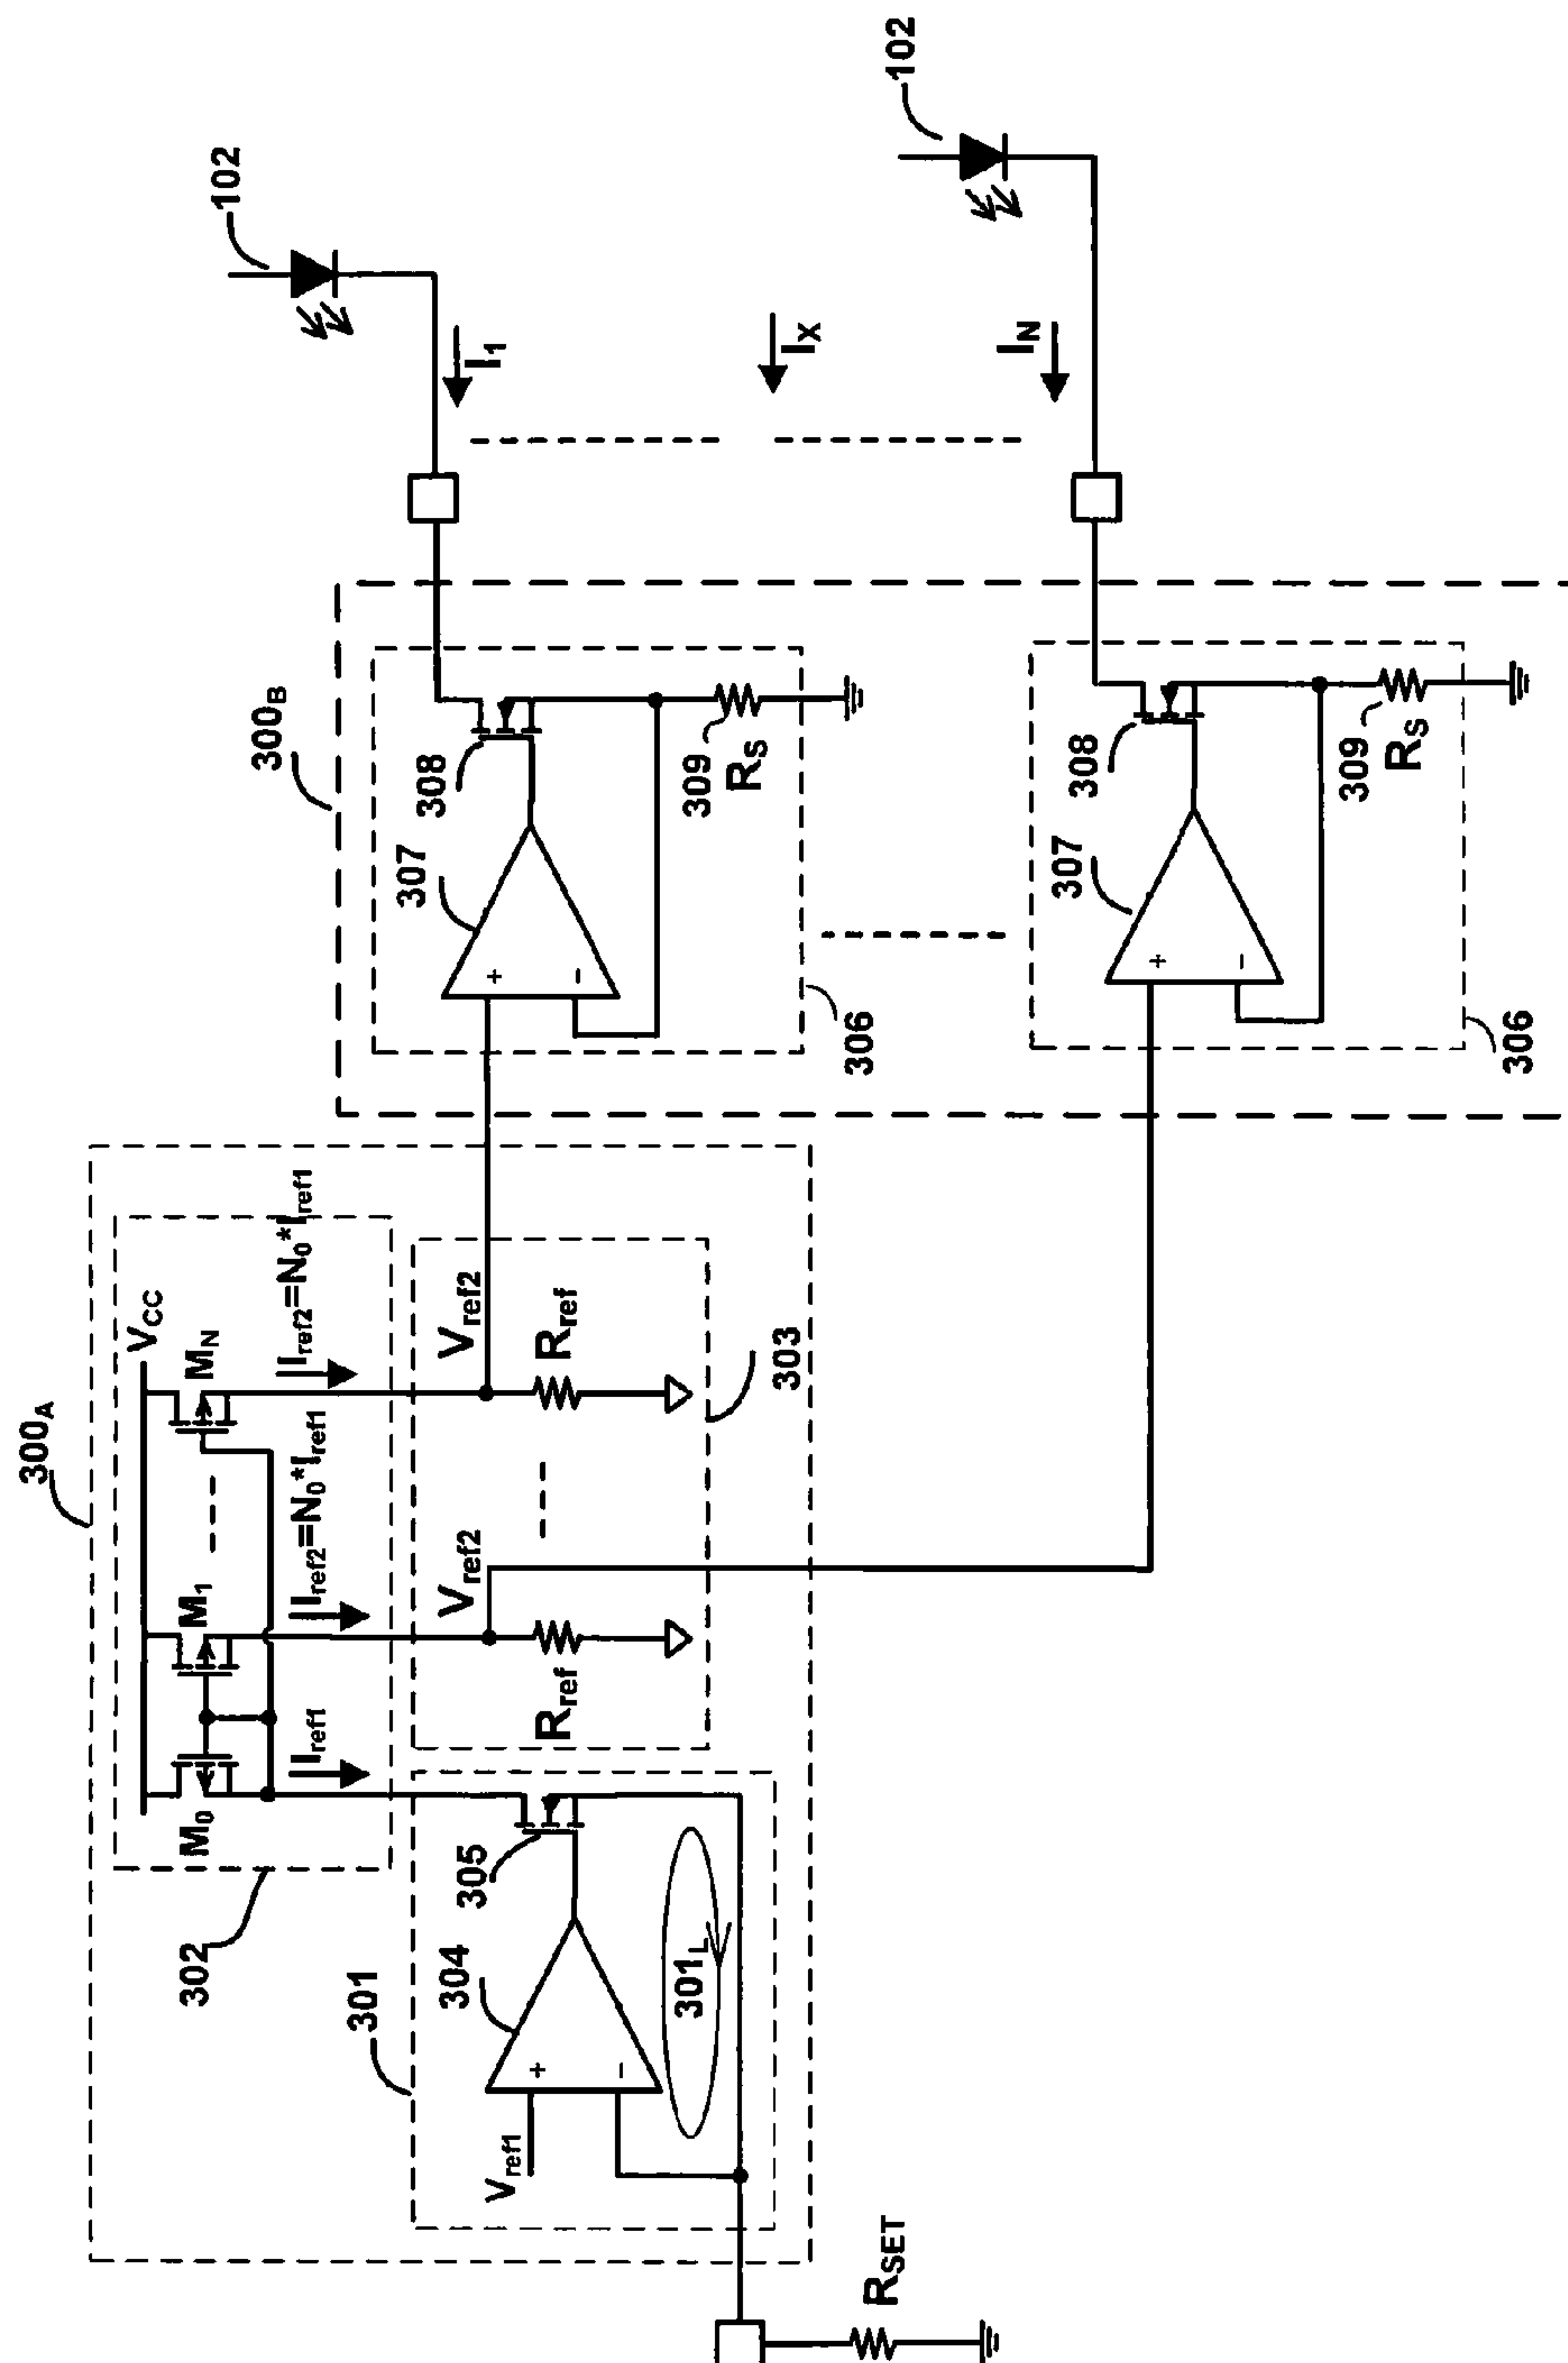 300A
VCC
M0
M1
MN
Iref1
Iref2=N0*Iref1
Iref2=N0*Iref1
302
301
304
305
Vref1
+
−
301L
Vref2
Vref2
Rref
Rref
303
RSET
300B
307
308
+
−
309
RS
306
307
308
+
−
309
RS
306
102
102
I1
IX
IN